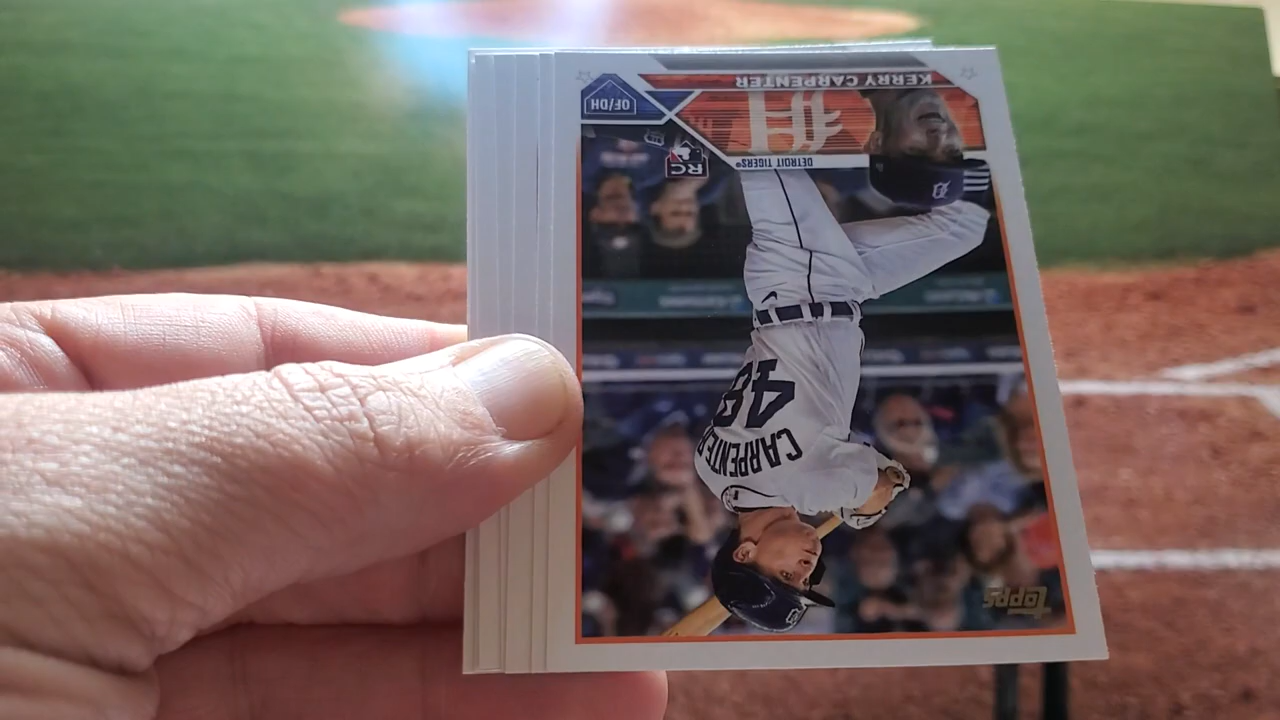 KERRY CARPENTER
OF/DH
RC
DETROIT TIGERS®
48
CARPENTER
Topps